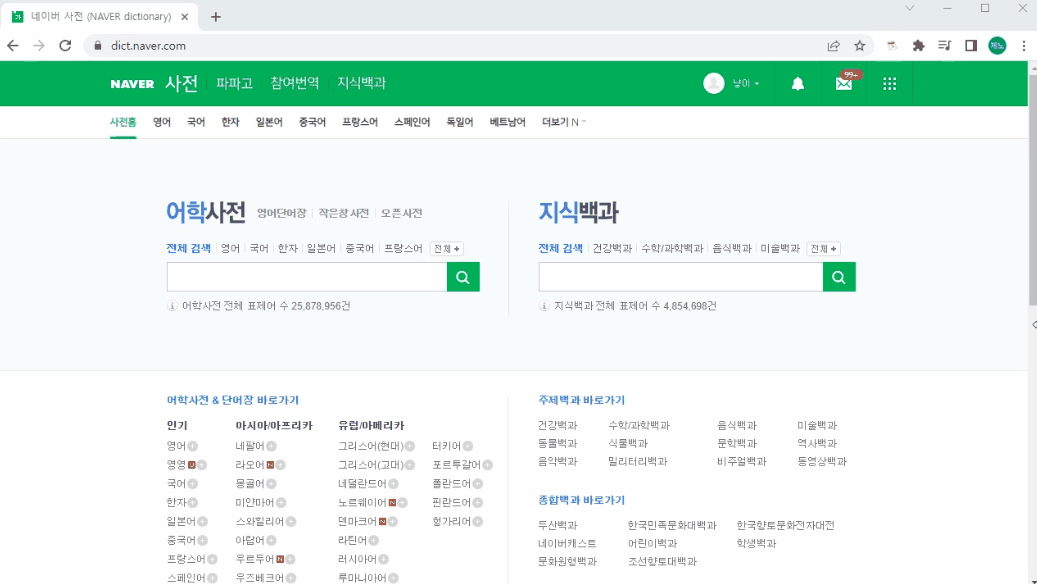 네이버 사전 (NAVER dictionary)
dict.naver.com
제노
NAVER 사전 파파고 참여번역 지식백과
냥이
99+
사전홈 영어 국어 한자 일본어 중국어 프랑스어 스페인어 독일어 베트남어 더보기 N
어학사전 영어단어장 작은창 사전 오픈사전
전체 검색 영어 국어 한자 일본어 중국어 프랑스어 전체 +
어학사전 전체 표제어 수 25,878,956건
지식백과
전체 검색 건강백과 수학/과학백과 음식백과 미술백과 전체 +
지식백과 전체 표제어 수 4,854,698건
어학사전 & 단어장 바로가기
인기
영어
영영
국어
한자
일본어
중국어
프랑스어
스페인어
아시아/아프리카
네팔어
라오어 N
몽골어
미얀마어
스와힐리어
아랍어
우르두어 N
우즈베크어
유럽/아메리카
그리스어(현대) 터키어
그리스어(고대) 포르투갈어
네덜란드어 폴란드어
노르웨이어 N 핀란드어
덴마크어 N 헝가리어
라틴어
러시아어
루마니아어
주제백과 바로가기
건강백과 수학/과학백과 음식백과 미술백과
동물백과 식물백과 문학백과 역사백과
음악백과 밀리터리백과 비주얼백과 동영상백과
종합백과 바로가기
두산백과 한국민족문화대백과 한국향토문화전자대전
네이버캐스트 어린이백과 학생백과
문화원형백과 조선향토대백과